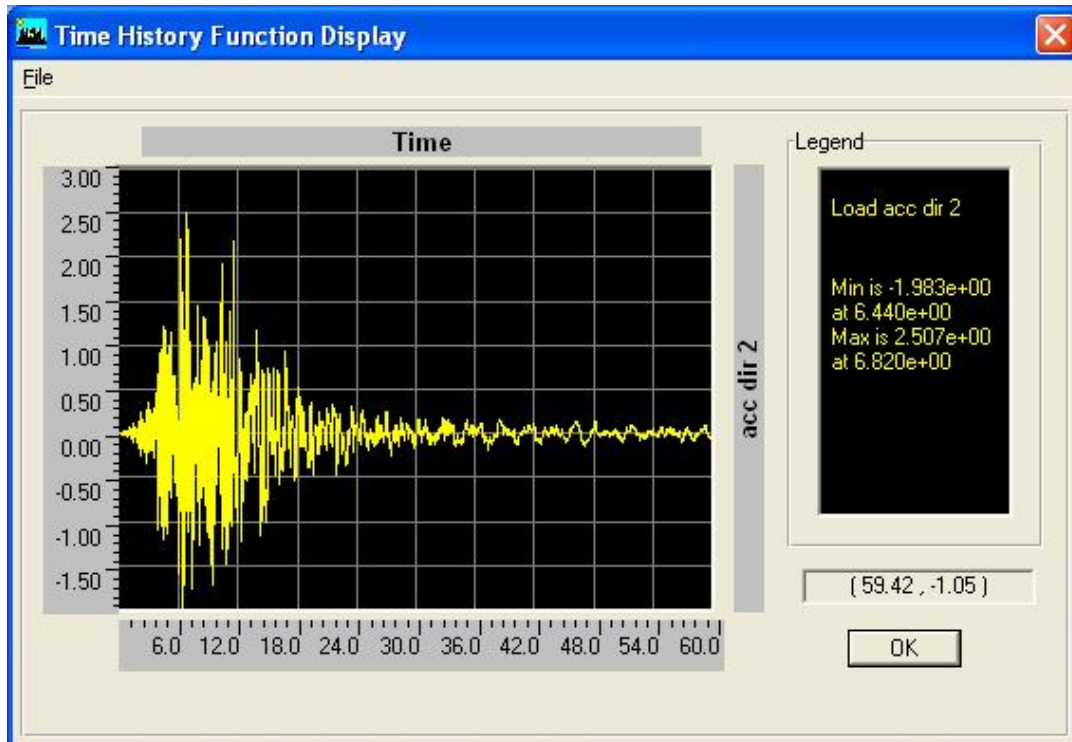 Time History Function Display
File
Time
3.00
2.50
2.00
1.50
1.00
0.50
0.00
-0.50
-1.00
-1.50
6.0 12.0 18.0 24.0 30.0 36.0 42.0 48.0 54.0 60.0
acc dir 2
Legend
Load acc dir 2
Min is -1.983e+00
at 6.440e+00
Max is 2.507e+00
at 6.820e+00
( 59.42 , -1.05 )
OK